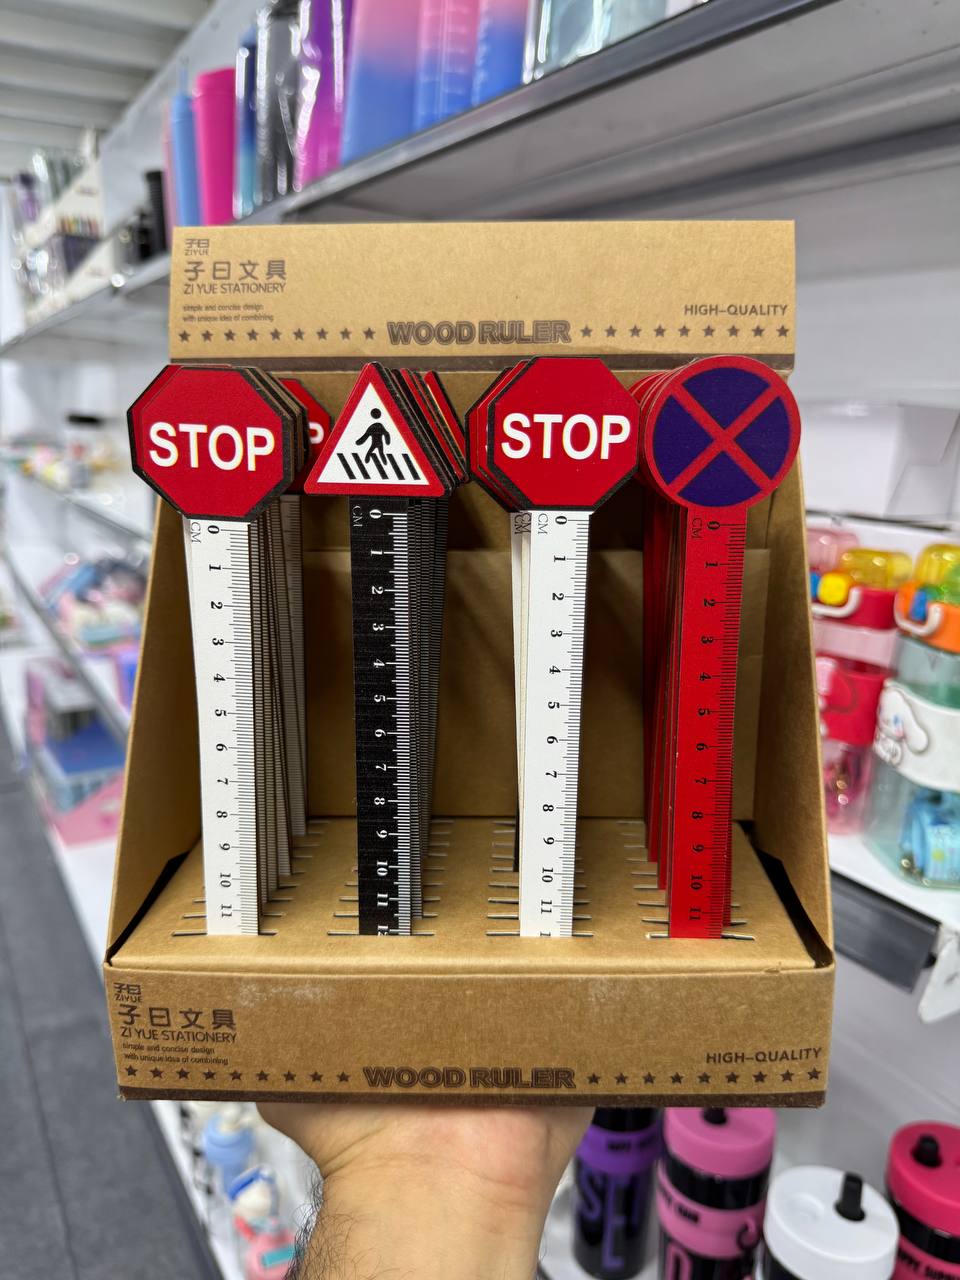 子曰
ZIYUE
子曰文具
ZI YUE STATIONERY
simple and concise design
with unique idea of combining
HIGH-QUALITY
WOOD RULER
STOP
P
STOP
CM
0
1
2
3
4
5
6
7
8
9
10
11
CM
0
1
2
3
4
5
6
7
8
9
10
11
12
CM
CM
0
1
2
3
4
5
6
7
8
9
10
11
1
CM
0
1
2
3
4
5
6
7
8
9
10
11
子曰
ZIYUE
子曰文具
ZI YUE STATIONERY
simple and concise design
with unique idea of combining
HIGH-QUALITY
WOOD RULER